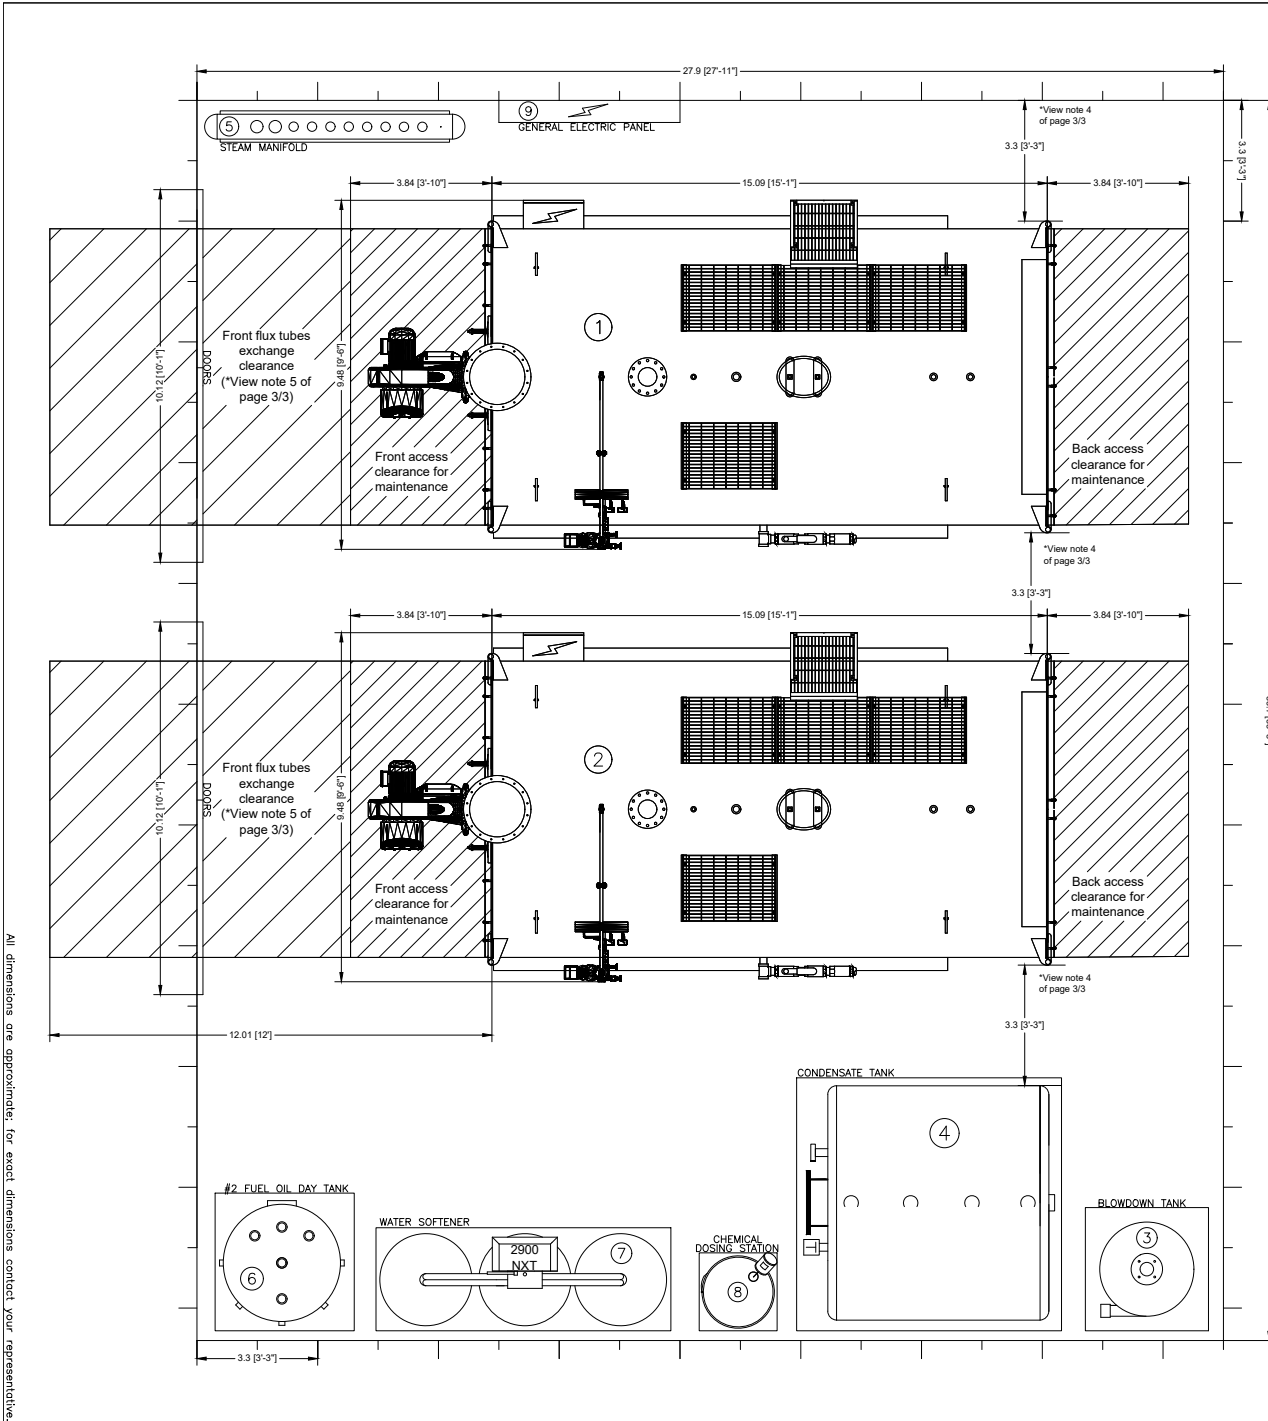 27.9 [27'-11"]
5
STEAM MANIFOLD
9
GENERAL ELECTRIC PANEL
*View note 4
of page 3/3
3.3 [3'-3"]
3.3 [3'-3"]
3.84 [3'-10"]
15.09 [15'-1"]
3.84 [3'-10"]
10.12 [10'-1"]
DOORS
9.48 [9'-6"]
Front flux tubes
exchange
clearance
(*View note 5 of
page 3/3)
1
Front access
clearance for
maintenance
Back access
clearance for
maintenance
*View note 4
of page 3/3
3.3 [3'-3"]
3.84 [3'-10"]
15.09 [15'-1"]
3.84 [3'-10"]
10.12 [10'-1"]
DOORS
9.48 [9'-6"]
Front flux tubes
exchange
clearance
(*View note 5 of
page 3/3)
2
Front access
clearance for
maintenance
Back access
clearance for
maintenance
*View note 4
of page 3/3
3.3 [3'-3"]
12.01 [12']
CONDENSATE TANK
4
#2 FUEL OIL DAY TANK
6
WATER SOFTENER
2900
NXT
7
CHEMICAL
DOSING STATION
8
BLOWDOWN TANK
3
3.3 [3'-3"]
All dimensions are approximate; for exact dimensions contact your representative.